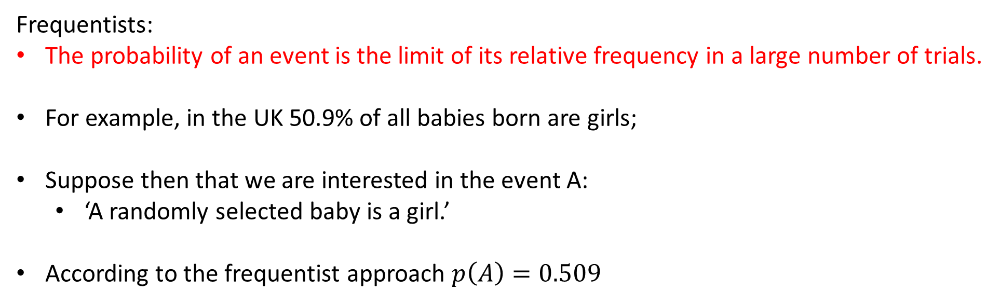 Frequentists:
• The probability of an event is the limit of its relative frequency in a large number of trials.
• For example, in the UK 50.9% of all babies born are girls;
• Suppose then that we are interested in the event A:
• ‘A randomly selected baby is a girl.’
• According to the frequentist approach p(A) = 0.509